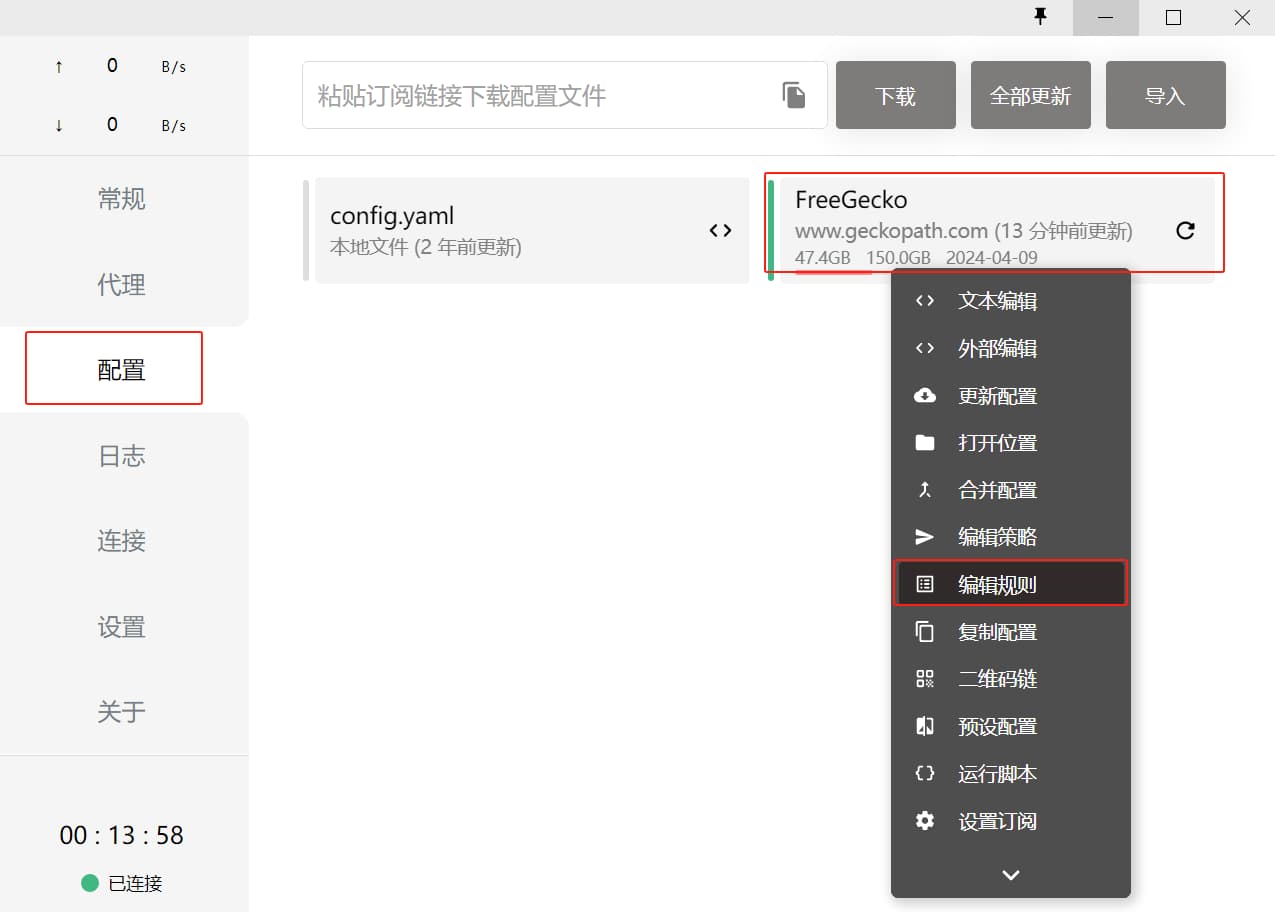 ↑ 0 B/s
↓ 0 B/s
常规
代理
配置
日志
连接
设置
关于
00 : 13 : 58
已连接
粘贴订阅链接下载配置文件
下载
全部更新
导入
config.yaml
本地文件 (2 年前更新)
FreeGecko
www.geckopath.com (13 分钟前更新)
47.4GB 150.0GB 2024-04-09
文本编辑
外部编辑
更新配置
打开位置
合并配置
编辑策略
编辑规则
复制配置
二维码链
预设配置
运行脚本
设置订阅